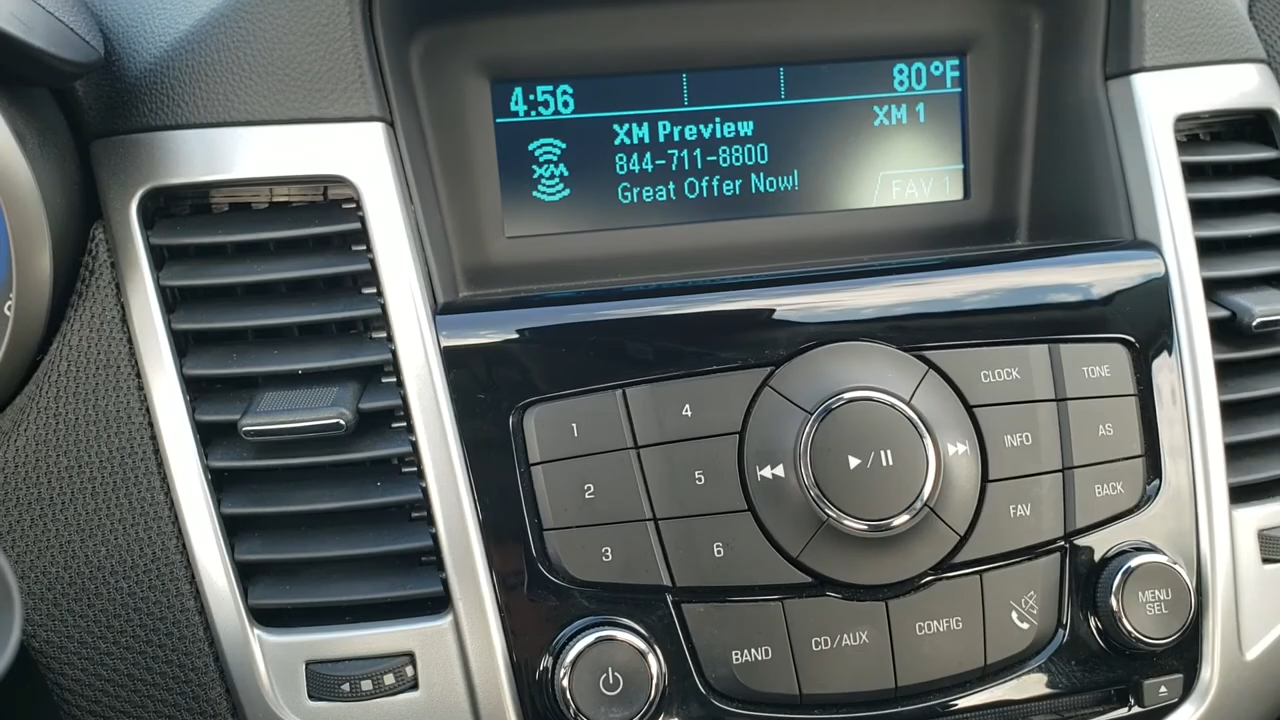 4:56
80°F
XM Preview
XM 1
844-711-8800
XM
Great Offer Now!
FAV 1
1
4
CLOCK
TONE
2
5
INFO
AS
3
6
FAV
BACK
BAND
CD/AUX
CONFIG
MENU
SEL